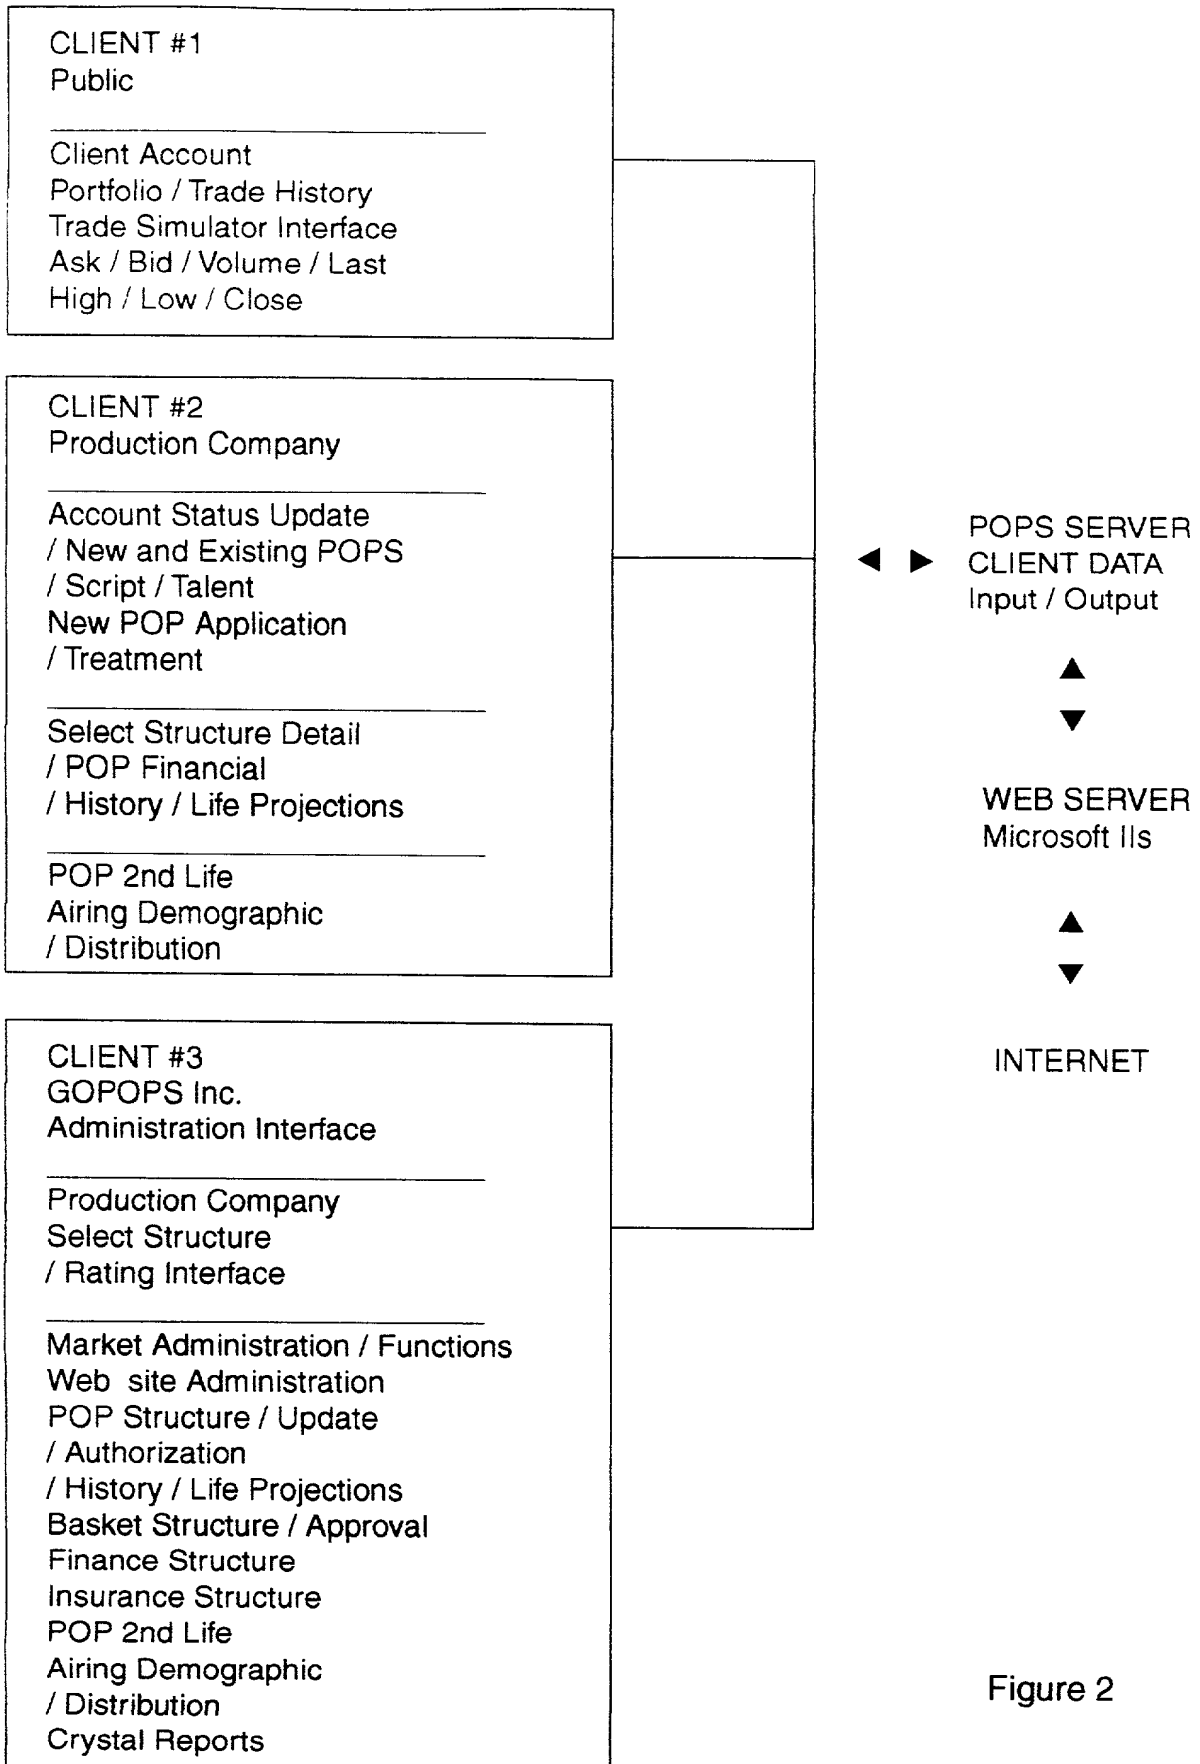 CLIENT #1
Public
Client Account
Portfolio / Trade History
Trade Simulator Interface
Ask / Bid / Volume / Last
High / Low / Close
CLIENT #2
Production Company
Account Status Update
/ New and Existing POPS
/ Script / Talent
New POP Application
/ Treatment
Select Structure Detail
/ POP Financial
/ History / Life Projections
POP 2nd Life
Airing Demographic
/ Distribution
CLIENT #3
GOPOPS Inc.
Administration Interface
Production Company
Select Structure
/ Rating Interface
Market Administration / Functions
Web site Administration
POP Structure / Update
/ Authorization
/ History / Life Projections
Basket Structure / Approval
Finance Structure
Insurance Structure
POP 2nd Life
Airing Demographic
/ Distribution
Crystal Reports
POPS SERVER
CLIENT DATA
Input / Output
WEB SERVER
Microsoft IIs
INTERNET
Figure 2